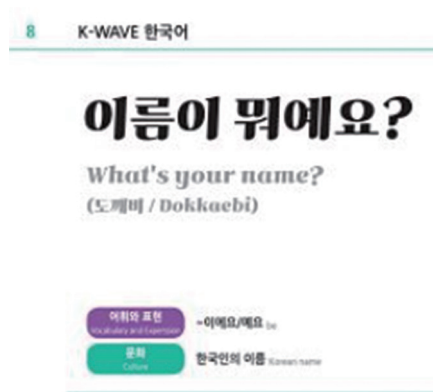 8 K-WAVE 한국어
이름이 뭐예요?
What's your name?
(도깨비 / Dokkaebi)
어휘와 표현 -이에요/예요 be
Vocabulary and Expression
문화 한국인의 이름 Korean name
Culture